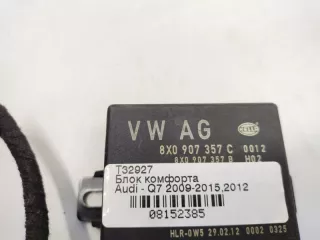 VW AG
HELLA
8X0 907 357 C 0012
8X0 907 357 B H02
T32927
Блок комфорта
Audi - Q7 2009-2015,2012
08152385
HLR-OW5 29.02.12 0002 0325